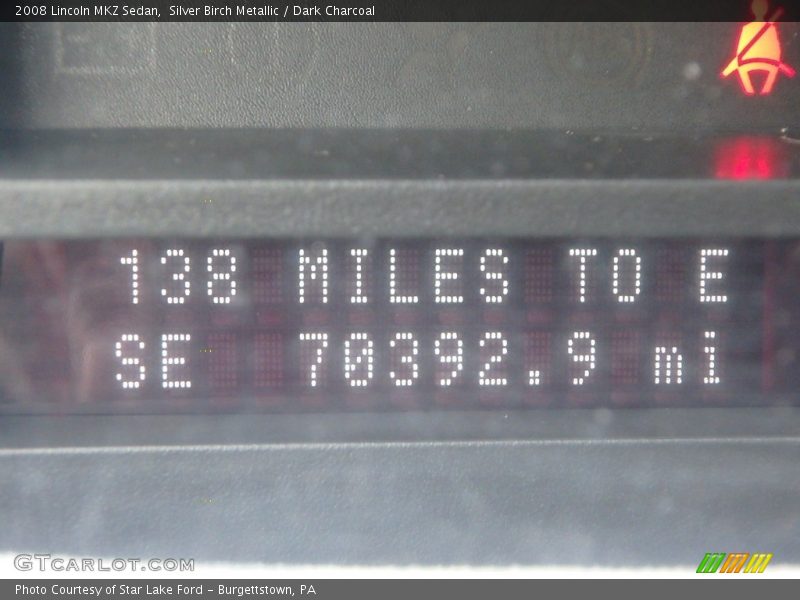 2008 Lincoln MKZ Sedan,  Silver Birch Metallic / Dark Charcoal
138 MILES TO E
SE 70392.9 mi
GTCARLOT.COM
Photo Courtesy of Star Lake Ford - Burgettstown, PA